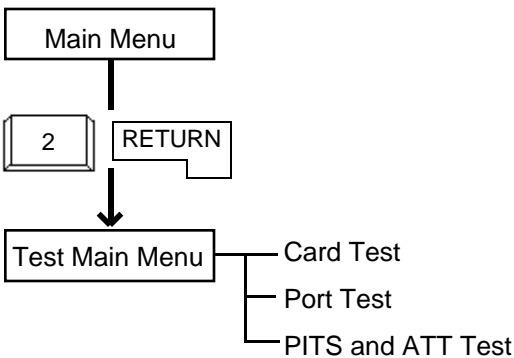 Main Menu
2
RETURN
Test Main Menu
Card Test
Port Test
PITS and ATT Test